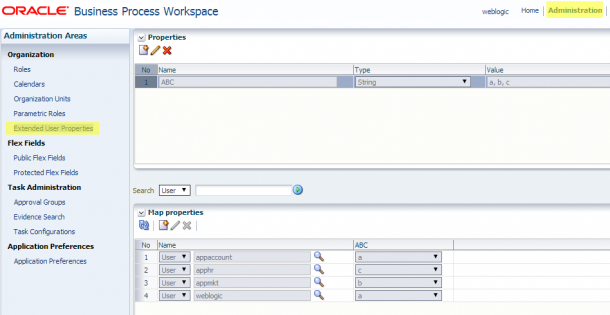 ORACLE Business Process Workspace
weblogic Home Administration
Administration Areas
Organization
Roles
Calendars
Organization Units
Parametric Roles
Extended User Properties
Flex Fields
Public Flex Fields
Protected Flex Fields
Task Administration
Approval Groups
Evidence Search
Task Configurations
Application Preferences
Application Preferences
Properties
No Name Type Value
1 ABC String a, b, c
Search User
Map properties
No Name ABC
1 User appaccount a
2 User apphr c
3 User appmkt b
4 User weblogic a